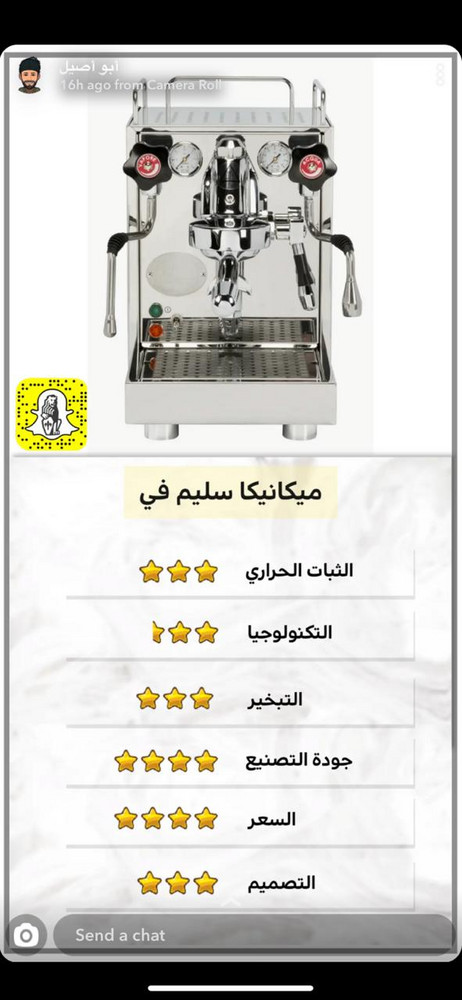 أبو أصيل
16h ago from Camera Roll
ميكانيكا سليم في
الثبات الحراري
التكنولوجيا
التبخير
جودة التصنيع
السعر
التصميم
Send a chat